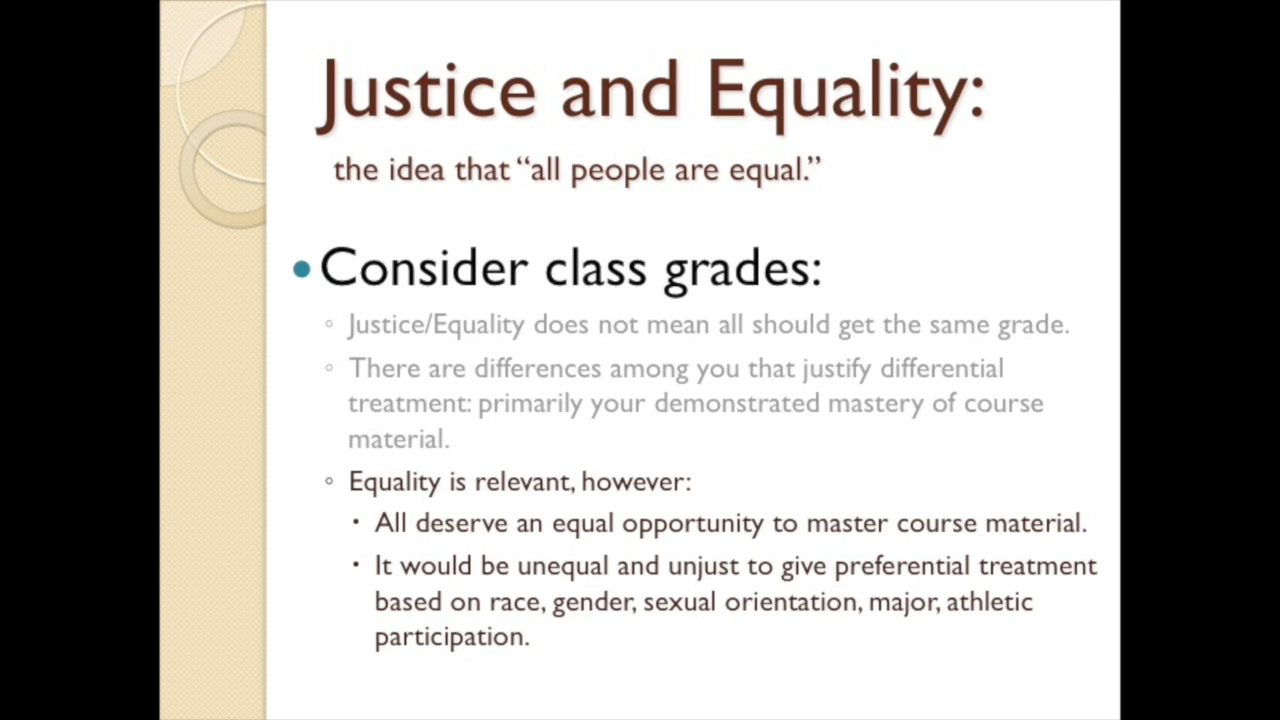 Justice and Equality:
the idea that “all people are equal.”
• Consider class grades:
◦ Justice/Equality does not mean all should get the same grade.
◦ There are differences among you that justify differential
treatment: primarily your demonstrated mastery of course
material.
◦ Equality is relevant, however:
▪ All deserve an equal opportunity to master course material.
▪ It would be unequal and unjust to give preferential treatment
based on race, gender, sexual orientation, major, athletic
participation.